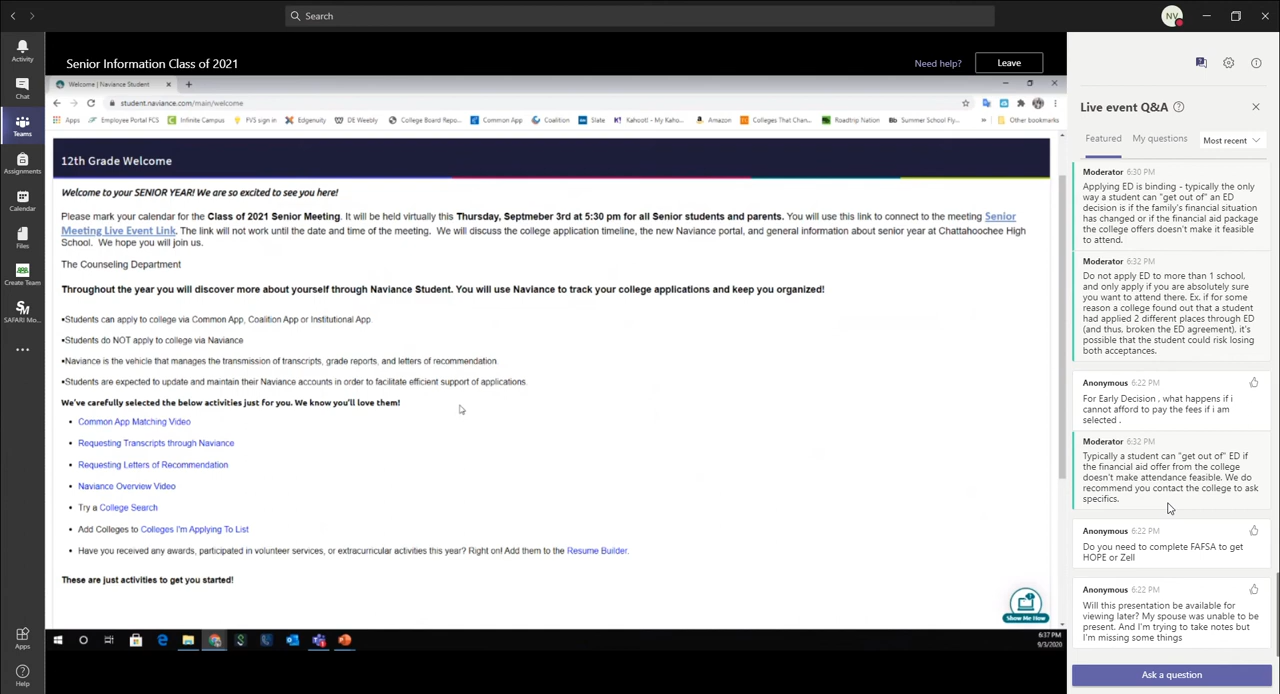 Search
NV
Activity
Chat
Teams
Assignments
Calendar
Files
Create Team
SAFARI Mo...
Apps
Help
Senior Information Class of 2021
Need help?
Leave
Welcome | Naviance Student
student.naviance.com/main/welcome
Apps
Employee Portal FCS
Infinite Campus
FVS sign in
Edgenuity
DE Weekly
College Board Repo...
Common App
Coalition
Slate
Kahoot! - My Kaho...
Amazon
Colleges That Chan...
Roadtrip Nation
Bb Summer School Fly...
Other bookmarks
12th Grade Welcome
Welcome to your SENIOR YEAR! We are so excited to see you here!
Please mark your calendar for the Class of 2021 Senior Meeting. It will be held virtually this Thursday, Septmeber 3rd at 5:30 pm for all Senior students and parents. You will use this link to connect to the meeting Senior
Meeting Live Event Link. The link will not work until the date and time of the meeting. We will discuss the college application timeline, the new Naviance portal, and general information about senior year at Chattahoochee High
School. We hope you will join us.
The Counseling Department
Throughout the year you will discover more about yourself through Naviance Student. You will use Naviance to track your college applications and keep you organized!
•Students can apply to college via Common App, Coalition App or Institutional App
•Students do NOT apply to college via Naviance
•Naviance is the vehicle that manages the transmission of transcripts, grade reports, and letters of recommendation
•Students are expected to update and maintain their Naviance accounts in order to facilitate efficient support of applications.
We've carefully selected the below activities just for you. We know you'll love them!
• Common App Matching Video
• Requesting Transcripts through Naviance
• Requesting Letters of Recommendation
• Naviance Overview Video
• Try a College Search
• Add Colleges to Colleges I'm Applying To List
• Have you received any awards, participated in volunteer services, or extracurricular activities this year? Right on! Add them to the Resume Builder.
These are just activities to get you started!
Show Me How
6:37 PM
9/3/2020
Live event Q&A
Featured
My questions
Most recent
Moderator 6:30 PM
Applying ED is binding - typically the only
way a student can "get out of" an ED
decision is if the family's financial situation
has changed or if the financial aid package
the college offers doesn't make it feasible
to attend.
Moderator 6:32 PM
Do not apply ED to more than 1 school,
and only apply if you are absolutely sure
you want to attend there. Ex. if for some
reason a college found out that a student
had applied 2 different places through ED
(and thus, broken the ED agreement), it's
possible that the student could risk losing
both acceptances.
Anonymous 6:22 PM
For Early Decision , what happens if i
cannot afford to pay the fees if i am
selected .
Moderator 6:32 PM
Typically a student can "get out of" ED if
the financial aid offer from the college
doesn't make attendance feasible. We do
recommend you contact the college to ask
specifics.
Anonymous 6:22 PM
Do you need to complete FAFSA to get
HOPE or Zell
Anonymous 6:22 PM
Will this presentation be available for
viewing later? My spouse was unable to be
present. And I'm trying to take notes but
I'm missing some things
Ask a question